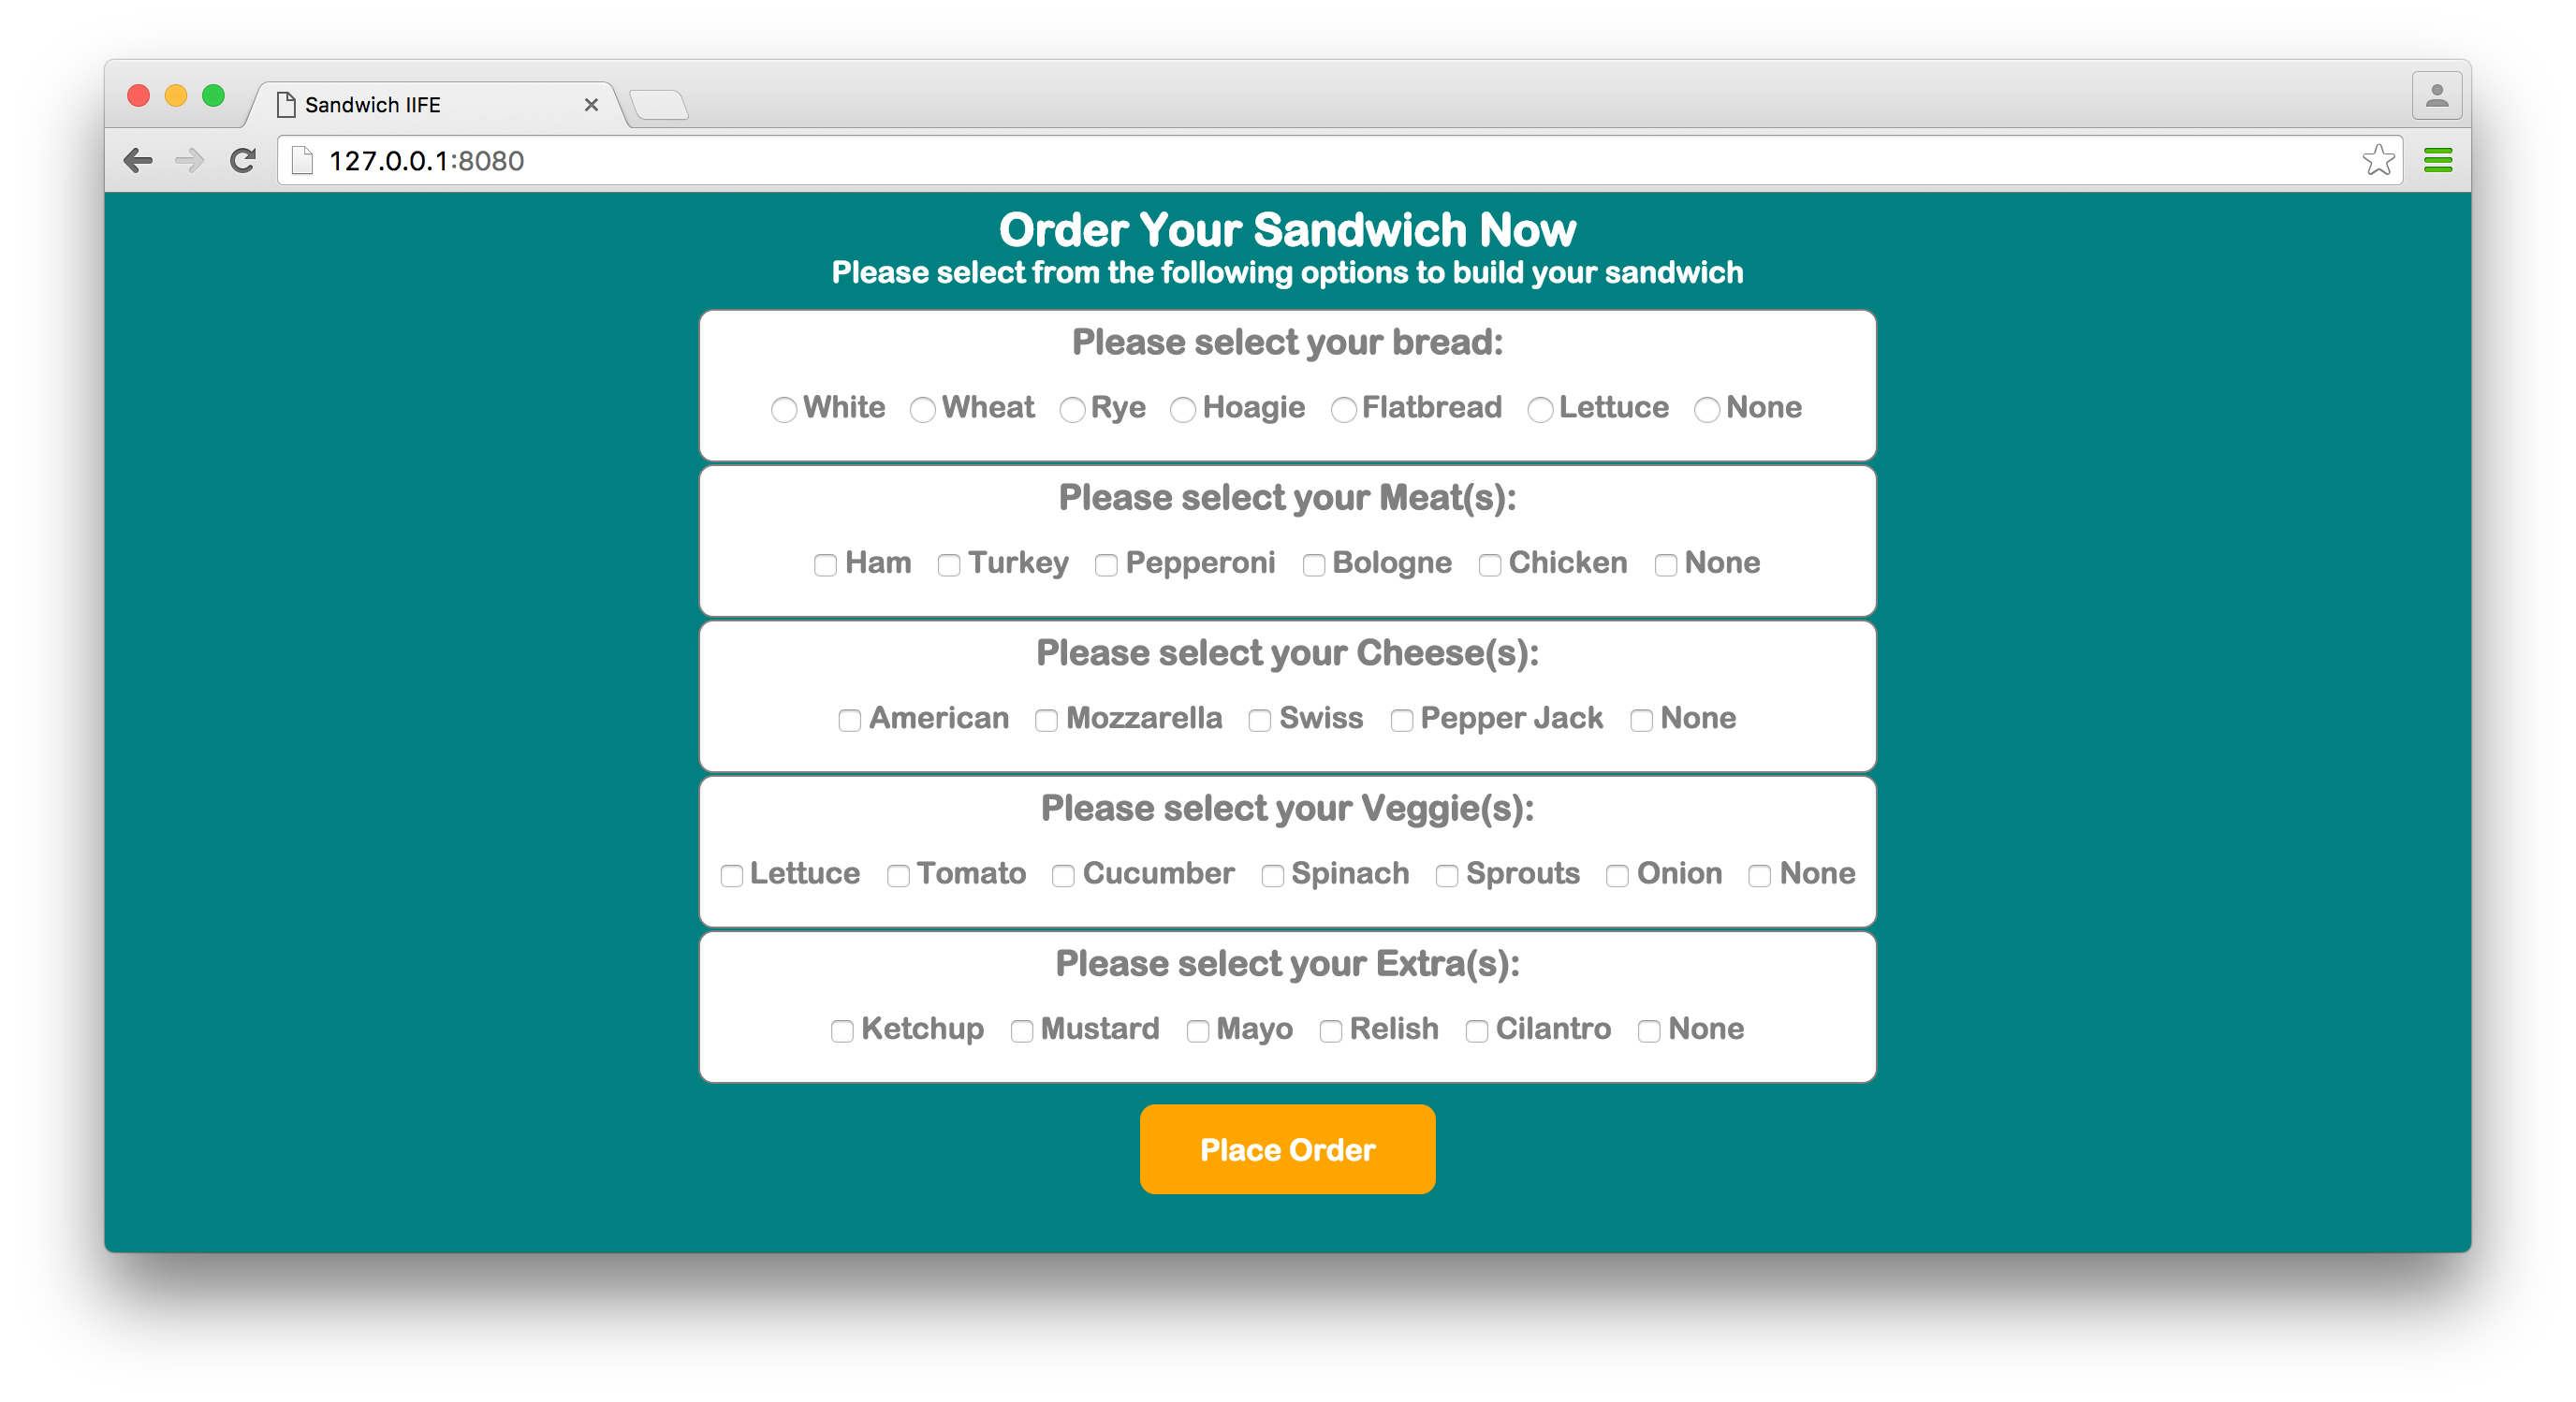 Sandwich IIFE
127.0.0.1:8080
Order Your Sandwich Now
Please select from the following options to build your sandwich
Please select your bread:
White Wheat Rye Hoagie Flatbread Lettuce None
Please select your Meat(s):
Ham Turkey Pepperoni Bologne Chicken None
Please select your Cheese(s):
American Mozzarella Swiss Pepper Jack None
Please select your Veggie(s):
Lettuce Tomato Cucumber Spinach Sprouts Onion None
Please select your Extra(s):
Ketchup Mustard Mayo Relish Cilantro None
Place Order